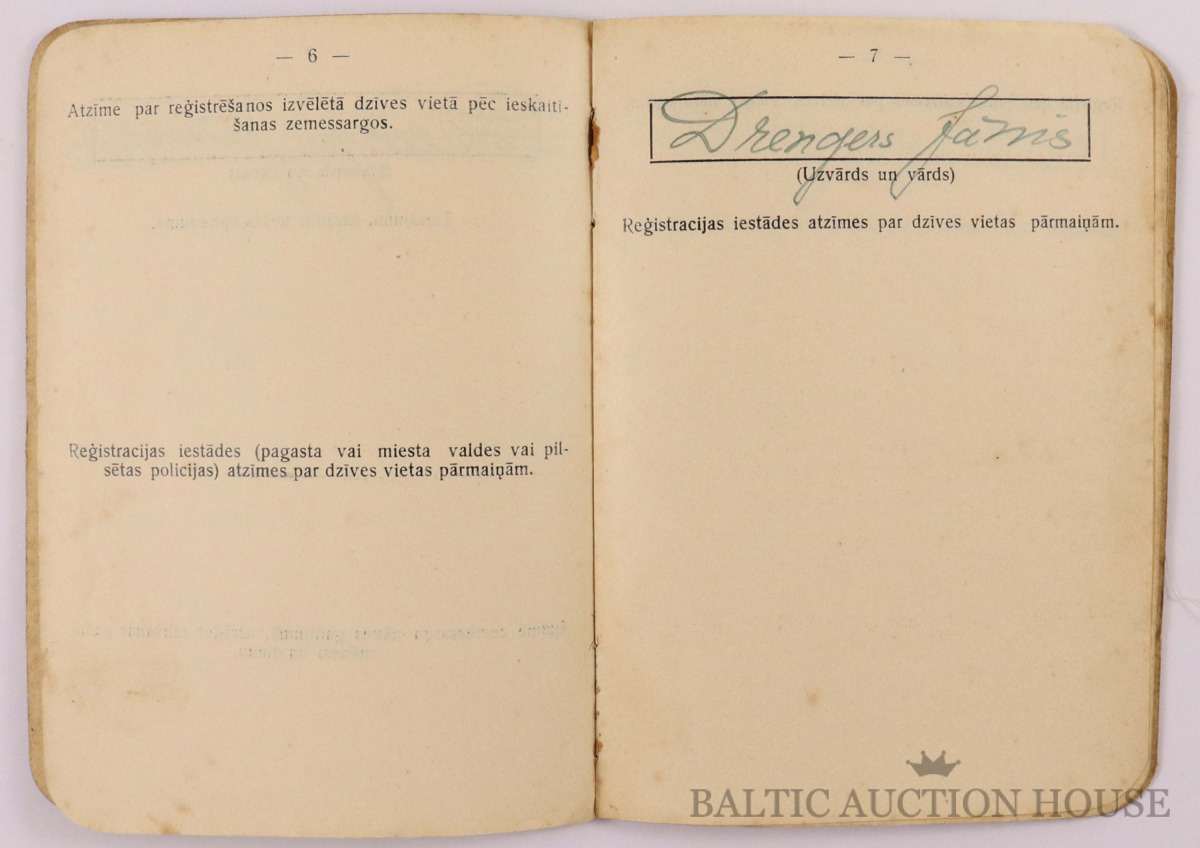 — 6 —
Atzīme par reģistrēšanos izvēlētā dzīves vietā pēc ieskaiti-
šanas zemessargos.
Reģistracijas iestādes (pagasta vai miesta valdes vai pil-
sētas policijas) atzīmes par dzīves vietas pārmaiņām.
— 7 —
Drengers Jānis
(Uzvārds un vārds)
Reģistracijas iestādes atzīmes par dzīves vietas pārmaiņām.
BALTIC AUCTION HOUSE